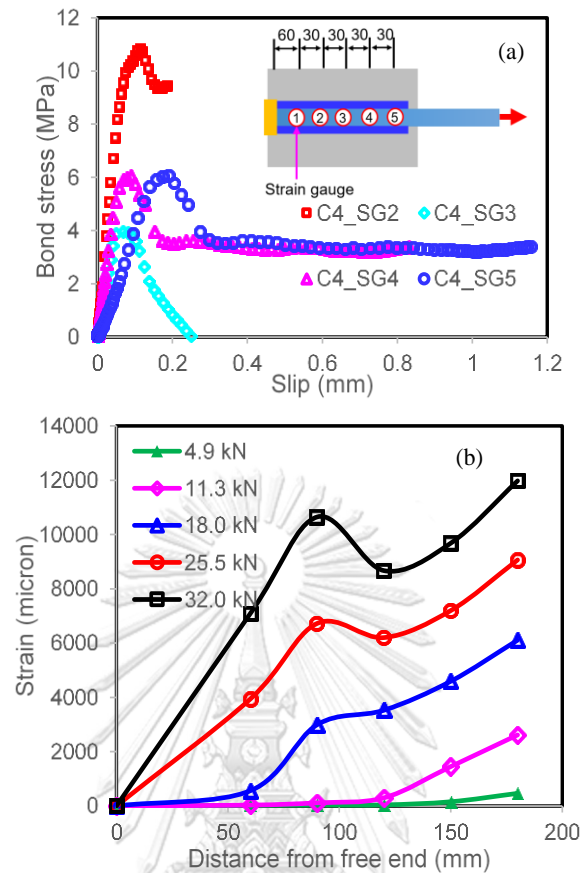 (a)
60 30 30 30 30
1 2 3 4 5
Strain gauge
C4_SG2 C4_SG3
C4_SG4 C4_SG5
Bond stress (MPa)
12
10
8
6
4
2
0
0 0.2 0.4 0.6 0.8 1 1.2
Slip (mm)
(b)
4.9 kN
11.3 kN
18.0 kN
25.5 kN
32.0 kN
Strain (micron)
14000
12000
10000
8000
6000
4000
2000
0
0 50 100 150 200
Distance from free end (mm)